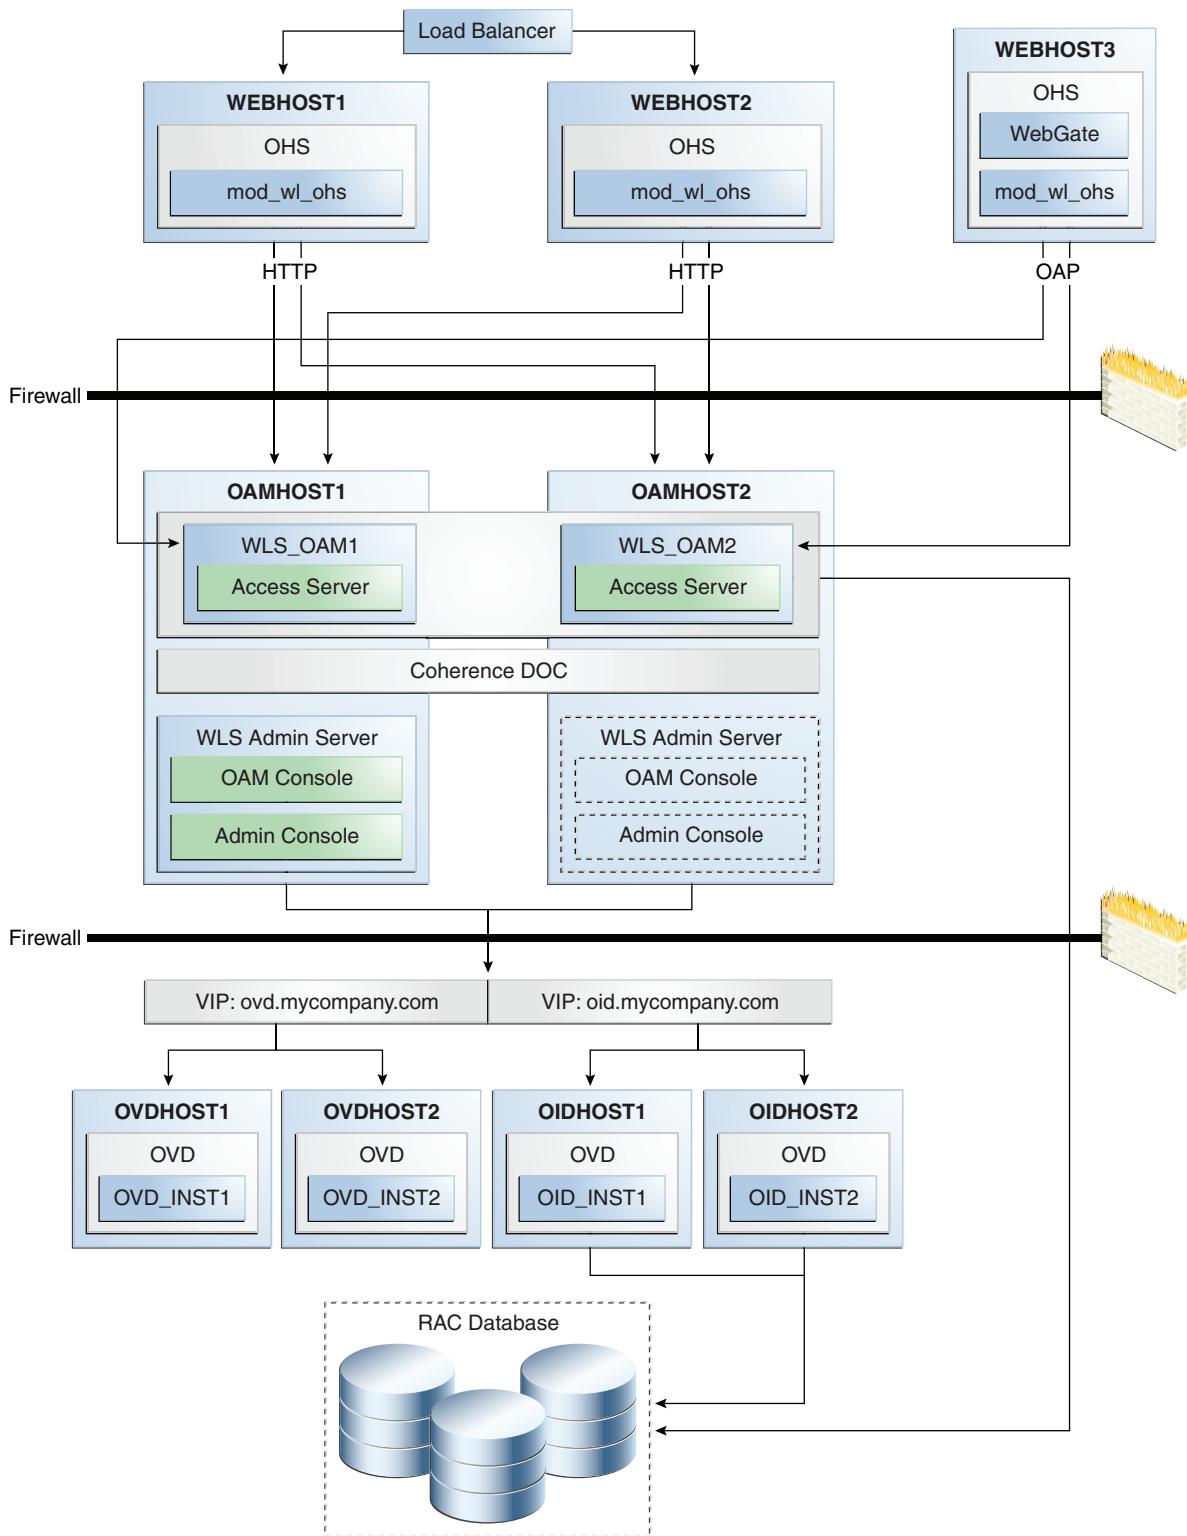 Load Balancer
WEBHOST1
OHS
mod_wl_ohs
WEBHOST2
OHS
mod_wl_ohs
WEBHOST3
OHS
WebGate
mod_wl_ohs
HTTP
HTTP
OAP
Firewall
OAMHOST1
OAMHOST2
WLS_OAM1
Access Server
WLS_OAM2
Access Server
Coherence DOC
WLS Admin Server
OAM Console
Admin Console
WLS Admin Server
OAM Console
Admin Console
Firewall
VIP: ovd.mycompany.com
VIP: oid.mycompany.com
OVDHOST1
OVD
OVD_INST1
OVDHOST2
OVD
OVD_INST2
OIDHOST1
OVD
OID_INST1
OIDHOST2
OVD
OID_INST2
RAC Database